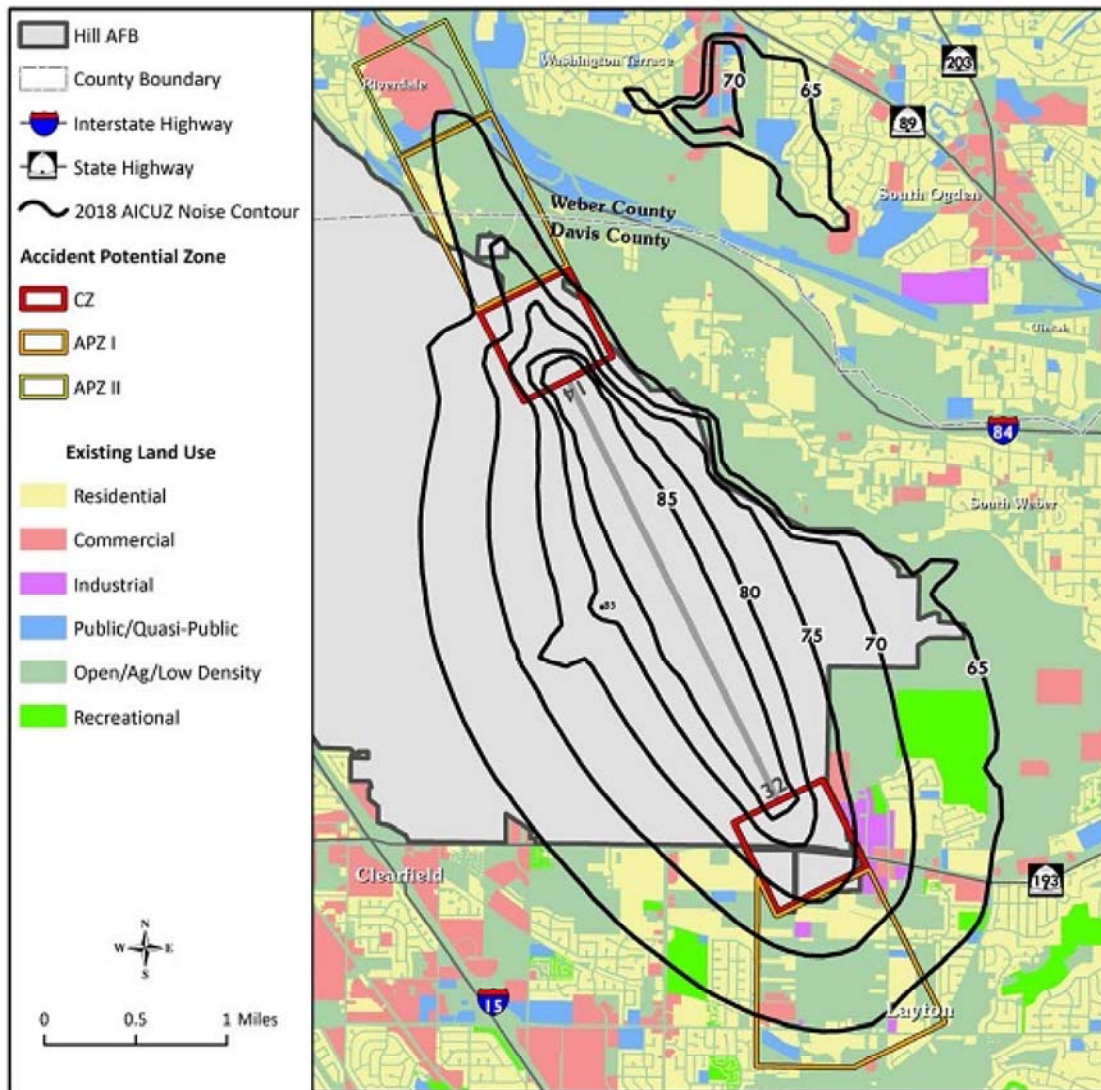 Hill AFB
County Boundary
Interstate Highway
State Highway
2018 AICUZ Noise Contour
Accident Potential Zone
CZ
APZ I
APZ II
Existing Land Use
Residential
Commercial
Industrial
Public/Quasi-Public
Open/Ag/Low Density
Recreational
N
W E
S
0 0.5 1 Miles
Washington Terrace
203
70
65
Riverdale
89
South Ogden
Weber County
Davis County
Uintah
14
84
85
South Weber
80
85
75
70
65
32
Clearfield
193
15
Layton